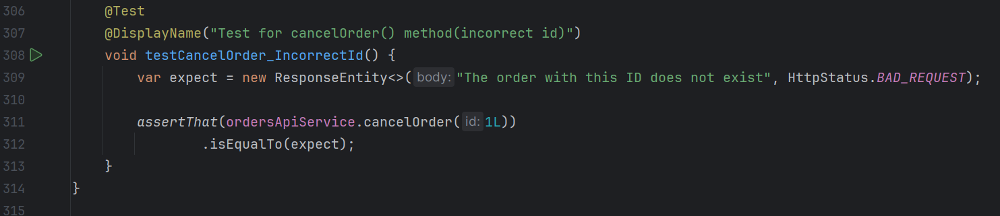 306 @Test
307 @DisplayName("Test for cancelOrder() method(incorrect id)")
308 void testCancelOrder_IncorrectId() {
309 var expect = new ResponseEntity<>( body: "The order with this ID does not exist", HttpStatus.BAD_REQUEST);
310
311 assertThat(ordersApiService.cancelOrder( id: 1L))
312 .isEqualTo(expect);
313 }
314 }
315